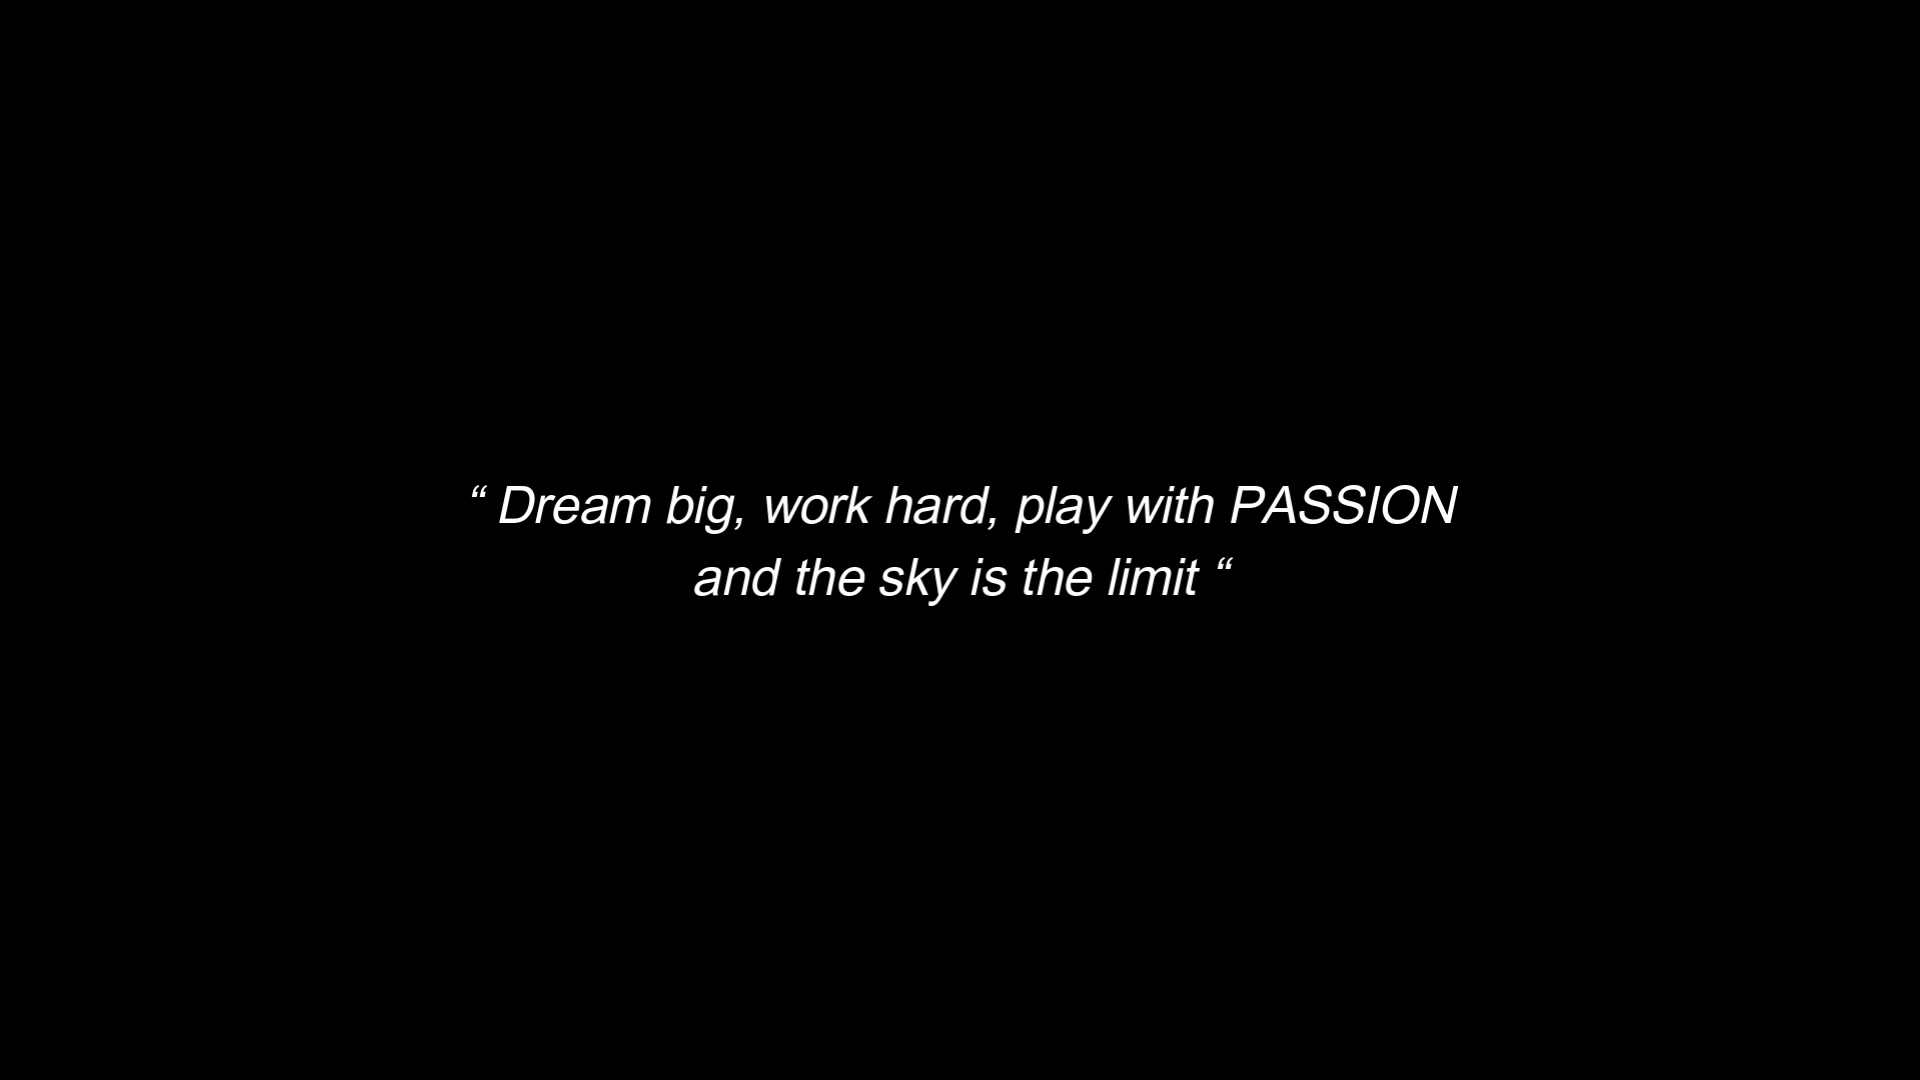 “ Dream big, work hard, play with PASSION
and the sky is the limit “